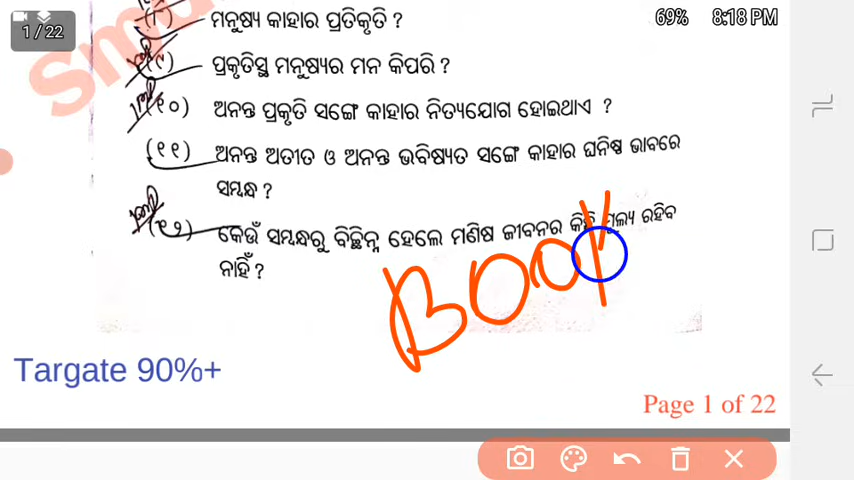 1 / 22
69% 8:18 PM
(୮) ମନୁଷ୍ୟ କାହାର ପ୍ରତିକୃତି ?
(୯) ପ୍ରକୃତିସ୍ଥ ମନୁଷ୍ୟର ମନ କିପରି ?
(୧୦) ଅନନ୍ତ ପ୍ରକୃତି ସଙ୍ଗେ କାହାର ନିତ୍ୟଯୋଗ ହୋଇଥାଏ ?
(୧୧) ଅନନ୍ତ ଅତୀତ ଓ ଅନନ୍ତ ଭବିଷ୍ୟତ ସଙ୍ଗେ କାହାର ଘନିଷ୍ଠ ଭାବରେ
ସମ୍ବନ୍ଧ ?
(୧୨) କେଉଁ ସମ୍ବନ୍ଧରୁ ବିଚ୍ଛିନ୍ନ ହେଲେ ମଣିଷ ଜୀବନର କିଛି ମୂଲ୍ୟ ରହିବ
ନାହିଁ ?
Targate 90%+
Page 1 of 22